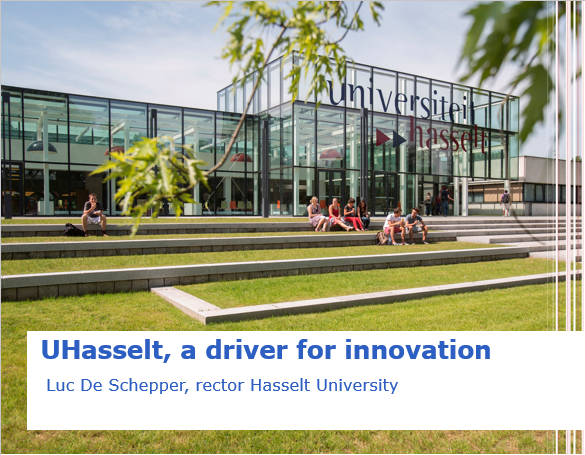 universiteit
hasselt
UHasselt, a driver for innovation
Luc De Schepper, rector Hasselt University